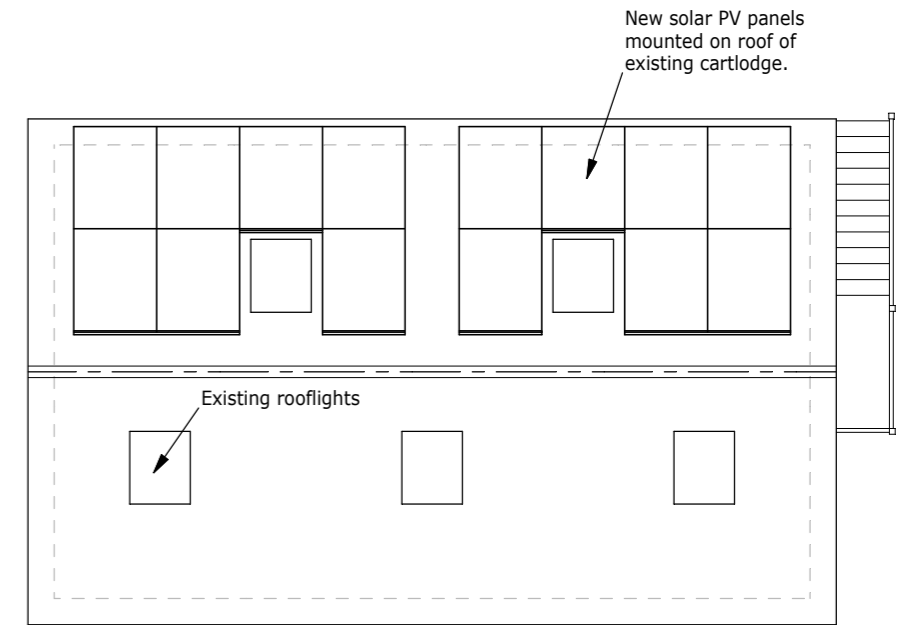 New solar PV panels
mounted on roof of
existing cartlodge.
Existing rooflights